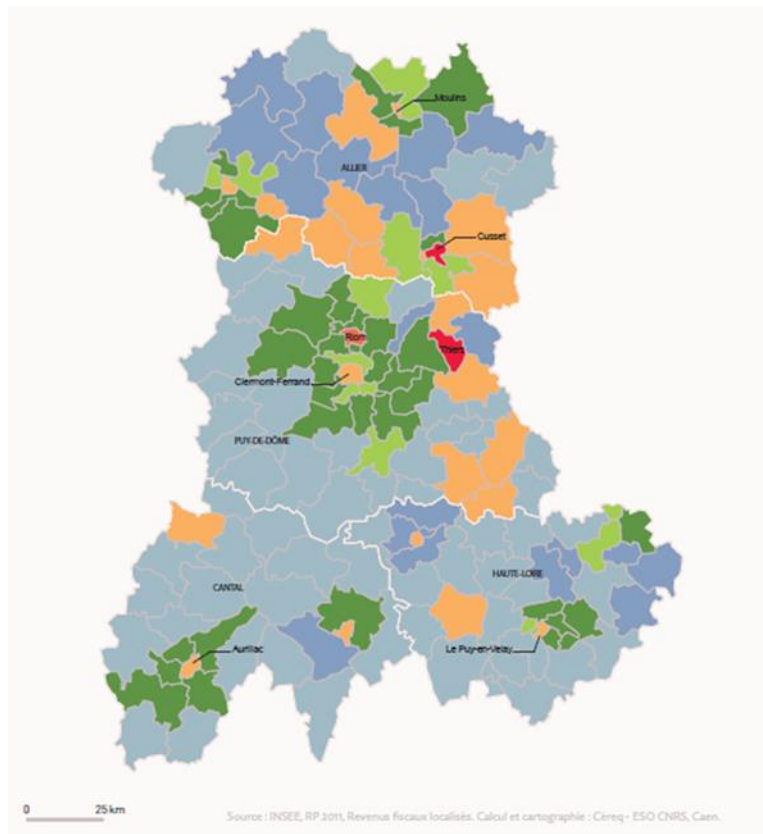 Moulins
ALLIER
Cusset
Riom
Thiers
Clermont-Ferrand
PUY-DE-DÔME
HAUTE-LOIRE
CANTAL
Aurillac
Le Puy-en-Velay
0 25 km
Source : INSEE, RP 2011, Revenus fiscaux localisés. Calcul et cartographie : Céreq - ESO CNRS, Caen.